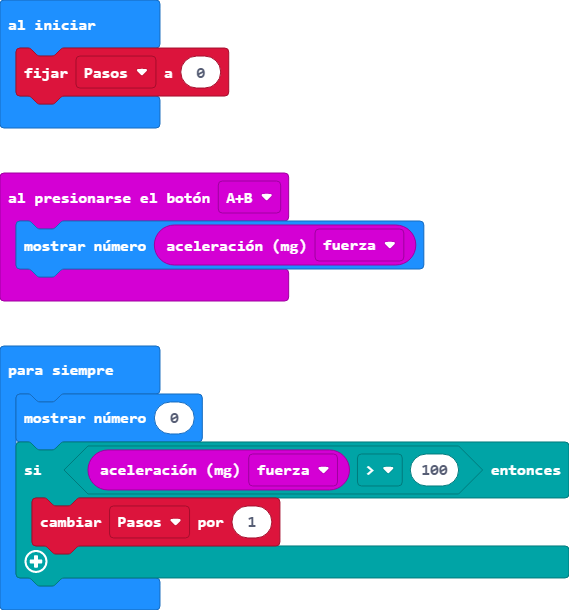 al iniciar
fijar Pasos a 0
al presionarse el botón A+B
mostrar número aceleración (mg) fuerza
para siempre
mostrar número 0
si aceleración (mg) fuerza > 100 entonces
cambiar Pasos por 1